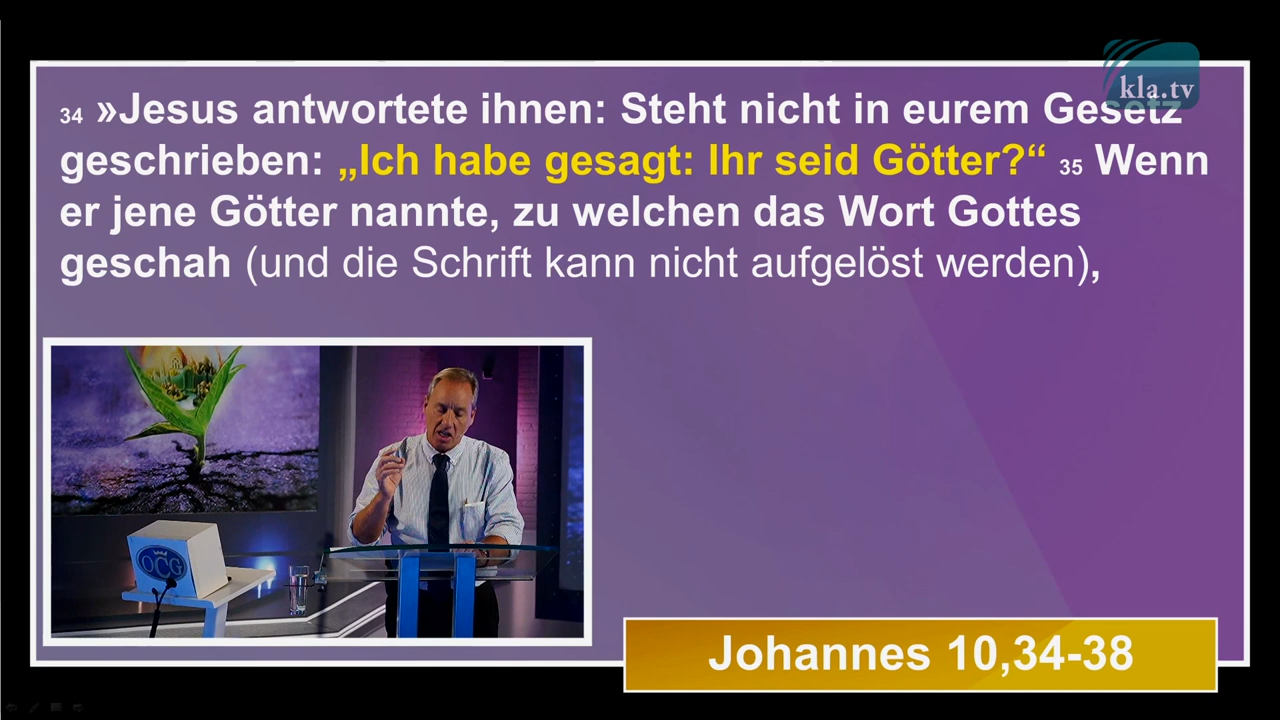 kla.tv
34 »Jesus antwortete ihnen: Steht nicht in eurem Gesetz
geschrieben: „Ich habe gesagt: Ihr seid Götter?“ 35 Wenn
er jene Götter nannte, zu welchen das Wort Gottes
geschah (und die Schrift kann nicht aufgelöst werden),
OCG
Johannes 10,34-38